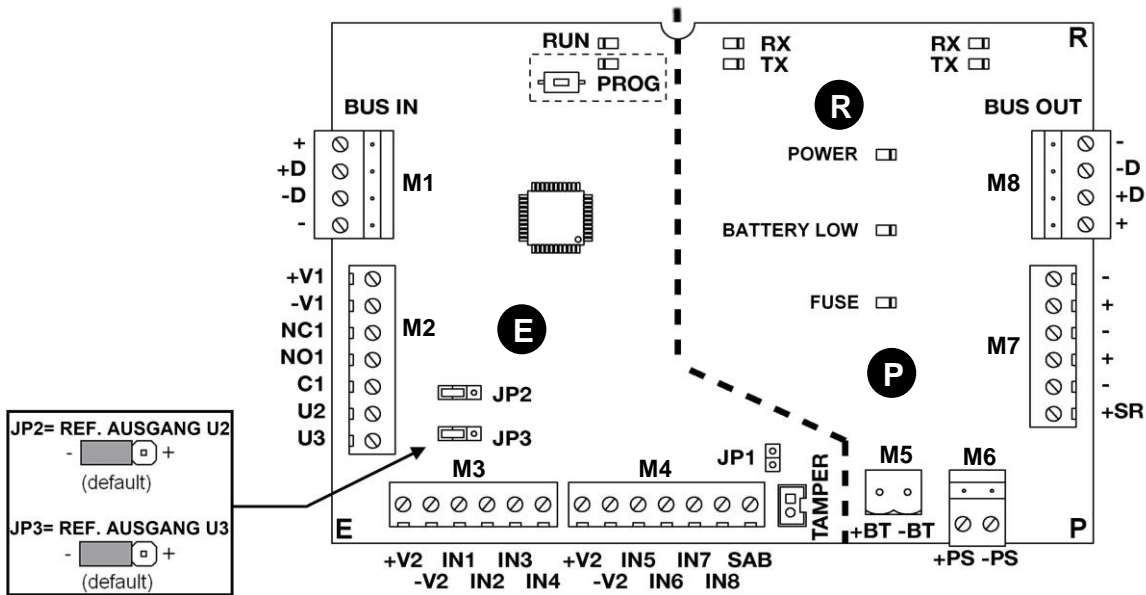 RUN
RX
TX
RX
TX
R
PROG
BUS IN
R
BUS OUT
+
+D
-D
-
M1
POWER
M8
-
-D
+D
+
BATTERY LOW
+V1
-V1
NC1
NO1
C1
U2
U3
M2
E
FUSE
P
M7
-
+
-
+
-
+SR
JP2
JP3
JP2= REF. AUSGANG U2
- +
(default)
JP3= REF. AUSGANG U3
- +
(default)
M3
M4
JP1
TAMPER
M5
M6
E
+BT -BT
P
+PS -PS
+V2 IN1 IN3 +V2 IN5 IN7 SAB
-V2 IN2 IN4 -V2 IN6 IN8